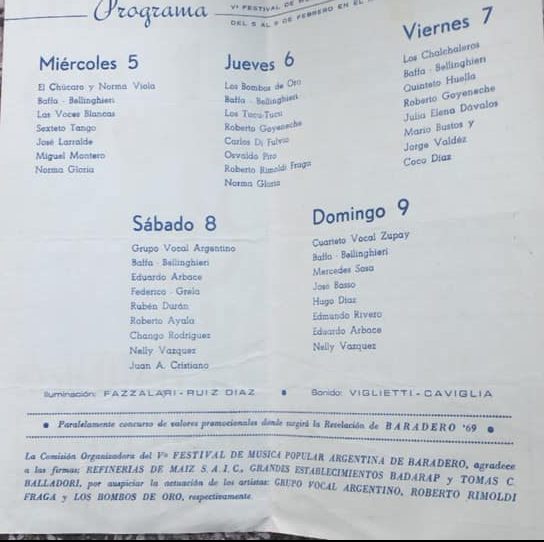 Programa
Vº FESTIVAL DE
DEL 5 AL 9 DE FEBRERO EN EL
Miércoles 5
El Chúcaro y Norma Viola
Baffa - Bellinghieri
Las Voces Blancas
Sexteto Tango
José Larralde
Miguel Montero
Norma Gloria
Jueves 6
Los Bombos de Oro
Baffa - Bellinghieri
Los Tucu-Tucu
Roberto Goyeneche
Carlos Di Fulvio
Osvaldo Piro
Roberto Rimoldi Fraga
Norma Gloria
Viernes 7
Los Chalchaleros
Baffa - Bellinghieri
Quinteto Huella
Roberto Goyeneche
Julia Elena Dávalos
Mario Bustos y
Jorge Valdéz
Coco Díaz
Sábado 8
Grupo Vocal Argentino
Baffa - Bellinghieri
Eduardo Arbace
Federico - Grela
Rubén Durán
Roberto Ayala
Chango Rodríguez
Nelly Vazquez
Juan A. Cristiano
Domingo 9
Cuarteto Vocal Zupay
Baffa - Bellinghieri
Mercedes Sosa
José Basso
Hugo Díaz
Edmundo Rivero
Eduardo Arbace
Nelly Vazquez
Iluminación: FAZZALARI - RUIZ DIAZ • Sonido: VIGLIETTI - CAVIGLIA
• Paralelamente concurso de valores promocionales donde surgirá la Revelación de BARADERO '69 •
La Comisión Organizadora del Vº FESTIVAL DE MUSICA POPULAR ARGENTINA DE BARADERO, agradece
a las firmas; REFINERIAS DE MAIZ S. A. I. C., GRANDES ESTABLECIMIENTOS BADARAP y TOMAS C.
BALLADORI, por auspiciar la actuación de los artistas: GRUPO VOCAL ARGENTINO, ROBERTO RIMOLDI
FRAGA y LOS BOMBOS DE ORO, respectivamente.